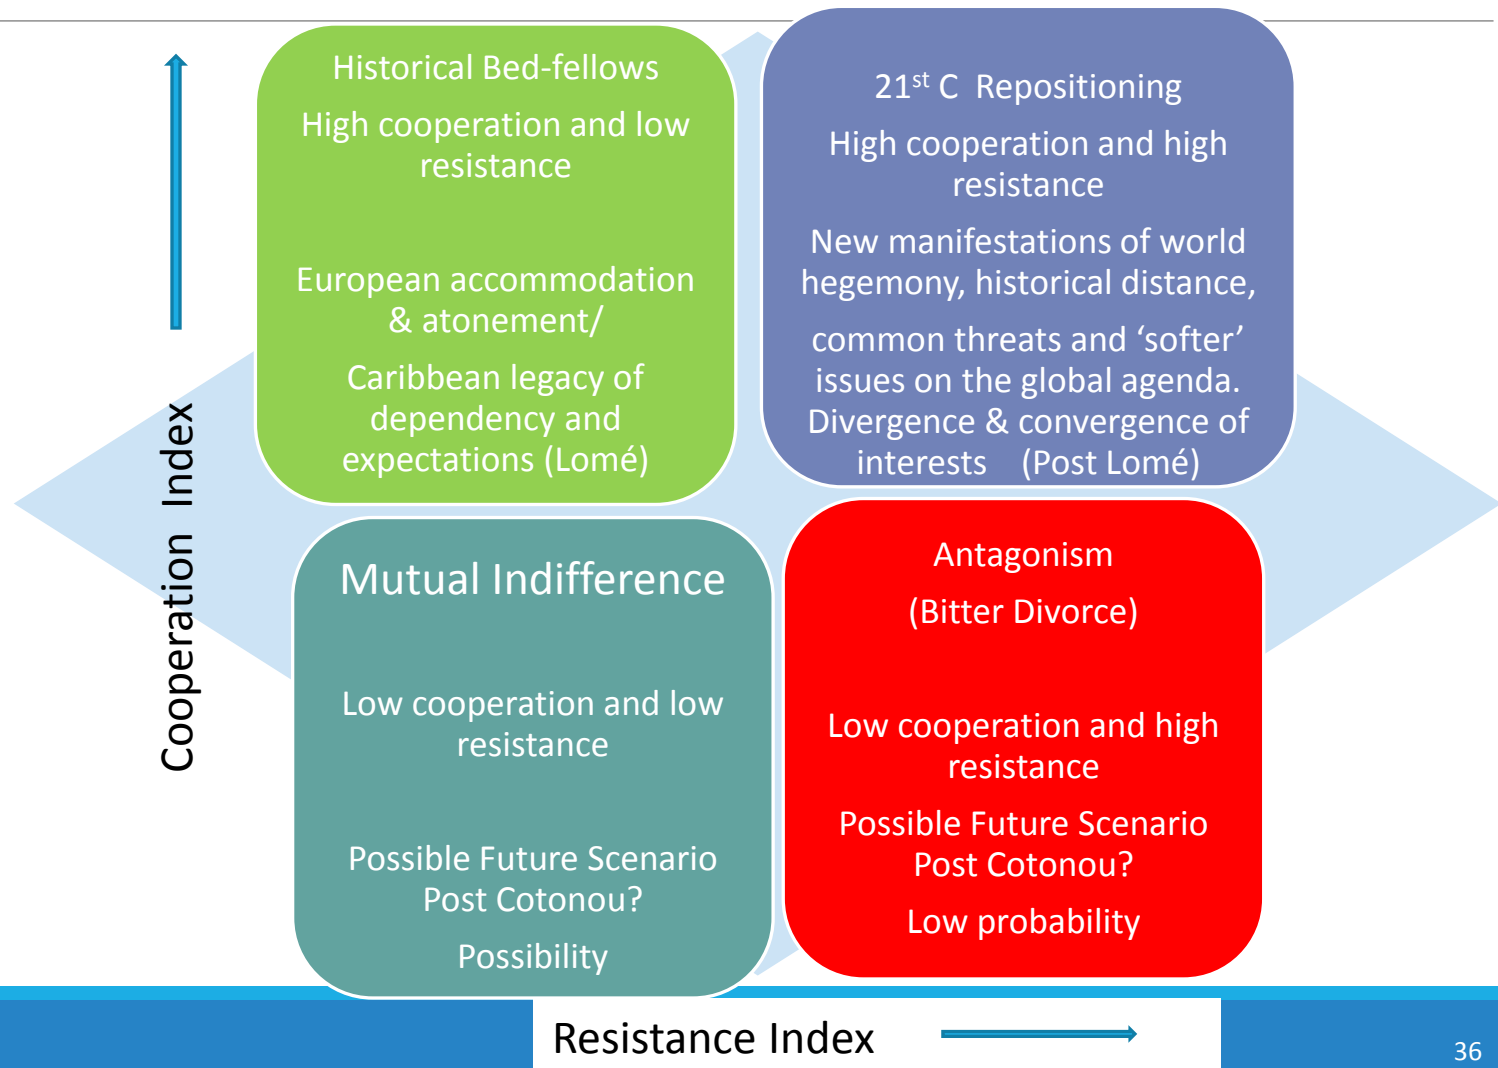 Historical Bed-fellows
High cooperation and low
resistance
European accommodation
& atonement/
Caribbean legacy of
dependency and
expectations (Lomé)
21st C Repositioning
High cooperation and high
resistance
New manifestations of world
hegemony, historical distance,
common threats and ‘softer’
issues on the global agenda.
Divergence & convergence of
interests (Post Lomé)
Cooperation Index
Mutual Indifference
Low cooperation and low
resistance
Possible Future Scenario
Post Cotonou?
Possibility
Antagonism
(Bitter Divorce)
Low cooperation and high
resistance
Possible Future Scenario
Post Cotonou?
Low probability
Resistance Index
36